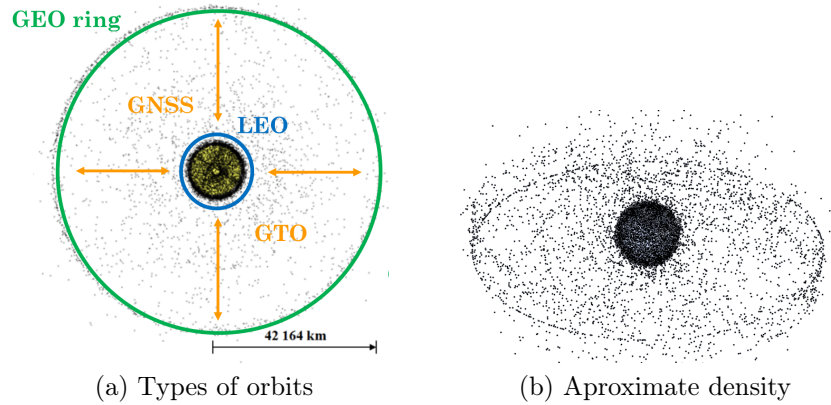 GEO ring
GNSS
LEO
GTO
42 164 km
(a) Types of orbits
(b) Aproximate density